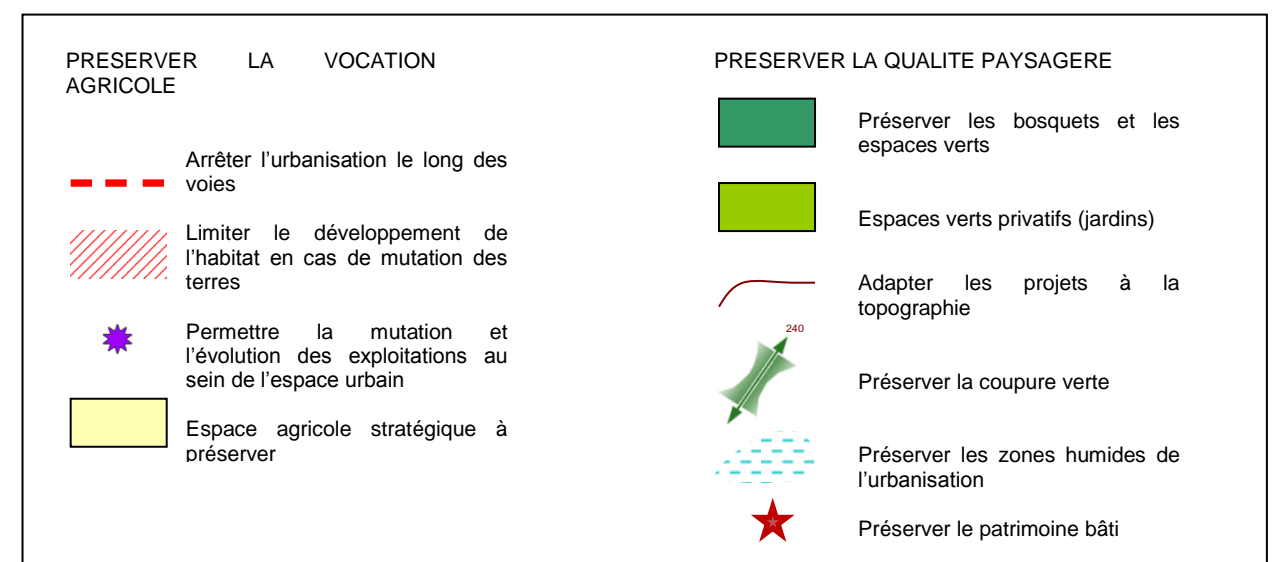 PRESERVER LA VOCATION
AGRICOLE
Arrêter l’urbanisation le long des
voies
Limiter le développement de
l’habitat en cas de mutation des
terres
Permettre la mutation et
l’évolution des exploitations au
sein de l’espace urbain
Espace agricole stratégique à
préserver
PRESERVER LA QUALITE PAYSAGERE
Préserver les bosquets et les
espaces verts
Espaces verts privatifs (jardins)
Adapter les projets à la
topographie
240
Préserver la coupure verte
Préserver les zones humides de
l’urbanisation
Préserver le patrimoine bâti